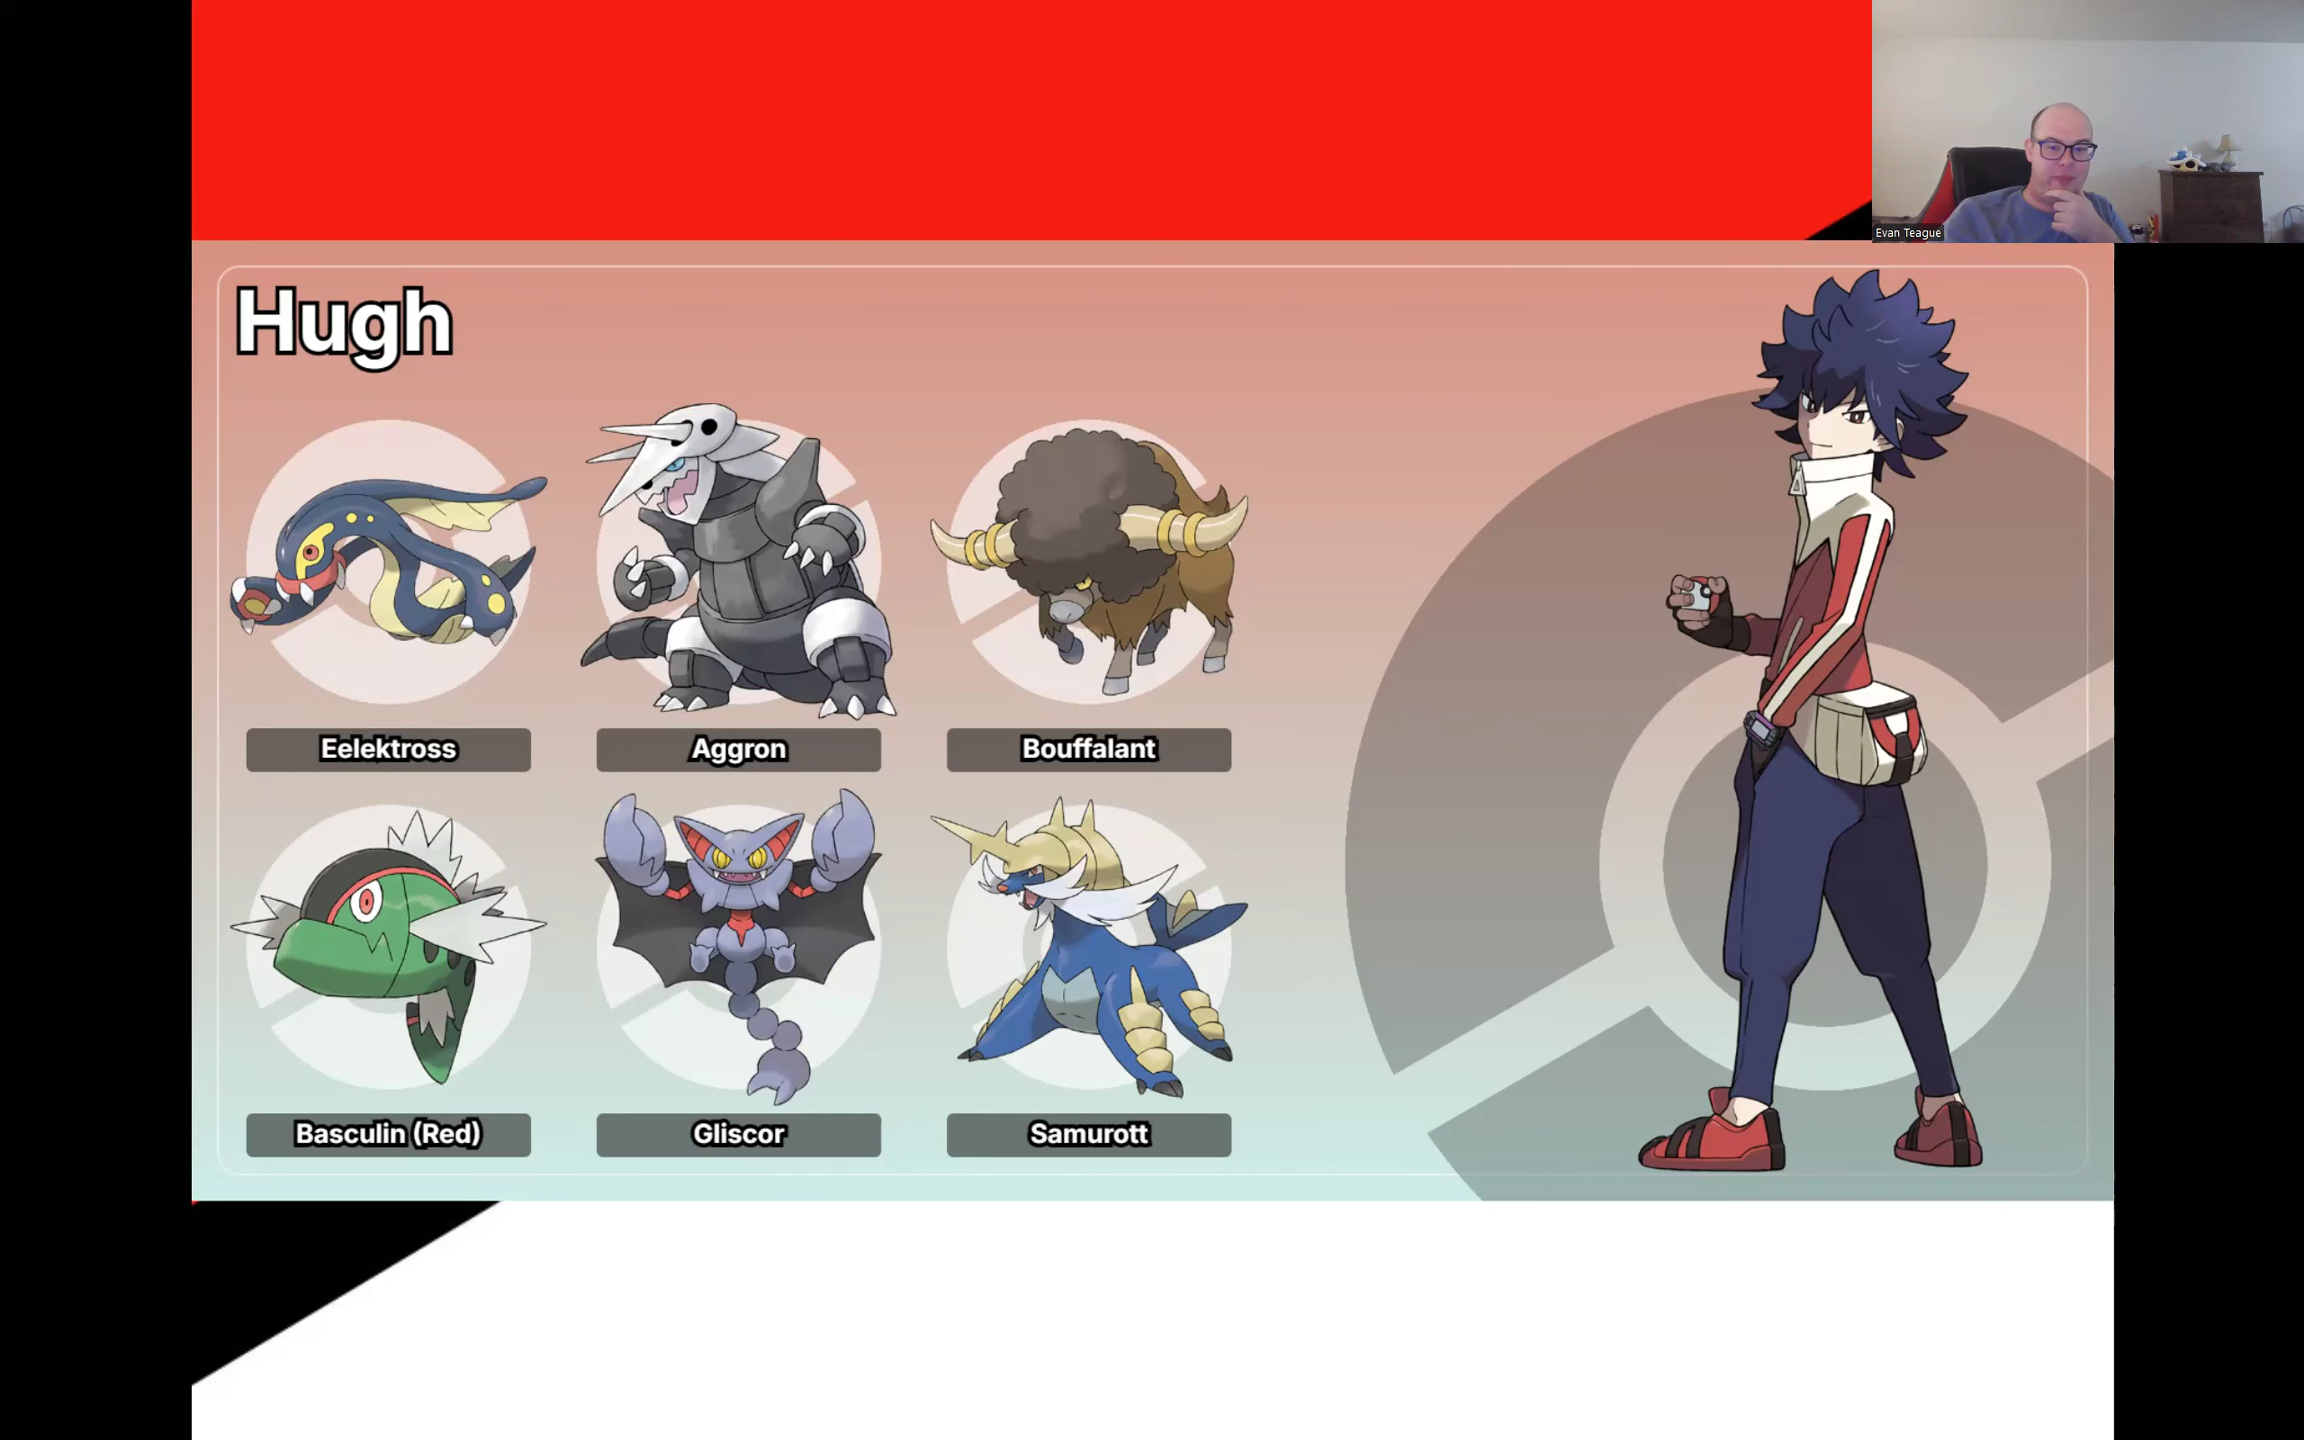 Evan Teague
Hugh
Eelektross
Aggron
Bouffalant
Basculin (Red)
Gliscor
Samurott